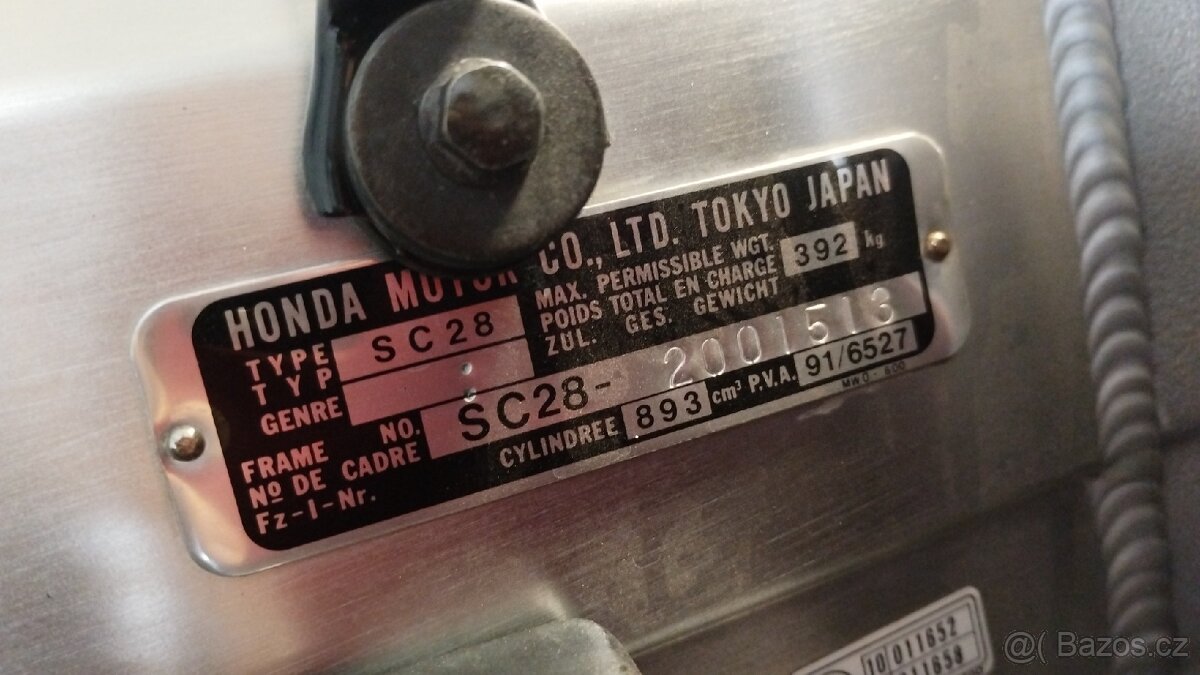 HONDA MOTOR CO., LTD. TOKYO JAPAN
TYPE
TYP
GENRE
SC28
MAX. PERMISSIBLE WGT.
POIDS TOTAL EN CHARGE
ZUL. GES. GEWICHT
392 kg
FRAME NO.
Nº DE CADRE
Fz-I-Nr.
SC28- 2001513
CYLINDREE 893 cm³ P.V.A. 91/6527
10 011652
@( Bazos.cz